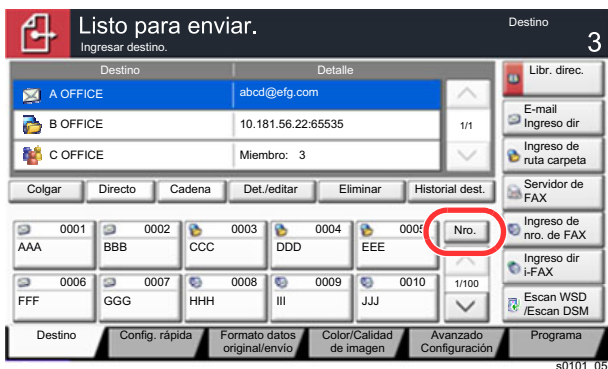 Listo para enviar.
Ingresar destino.
Destino
3
Destino Detalle
A OFFICE abcd@efg.com
B OFFICE 10.181.56.22:65535
C OFFICE Miembro: 3
1/1
Colgar Directo Cadena Det./editar Eliminar Historial dest.
0001 0002 0003 0004 0005 Nro.
AAA BBB CCC DDD EEE
0006 0007 0008 0009 0010 1/100
FFF GGG HHH III JJJ
Libr. direc.
E-mail
Ingreso dir
Ingreso de
ruta carpeta
Servidor de
FAX
Ingreso de
nro. de FAX
Ingreso dir
i-FAX
Escan WSD
/Escan DSM
Destino Config. rápida Formato datos
original/envío Color/Calidad
de imagen Avanzado
Configuración Programa
s0101_05